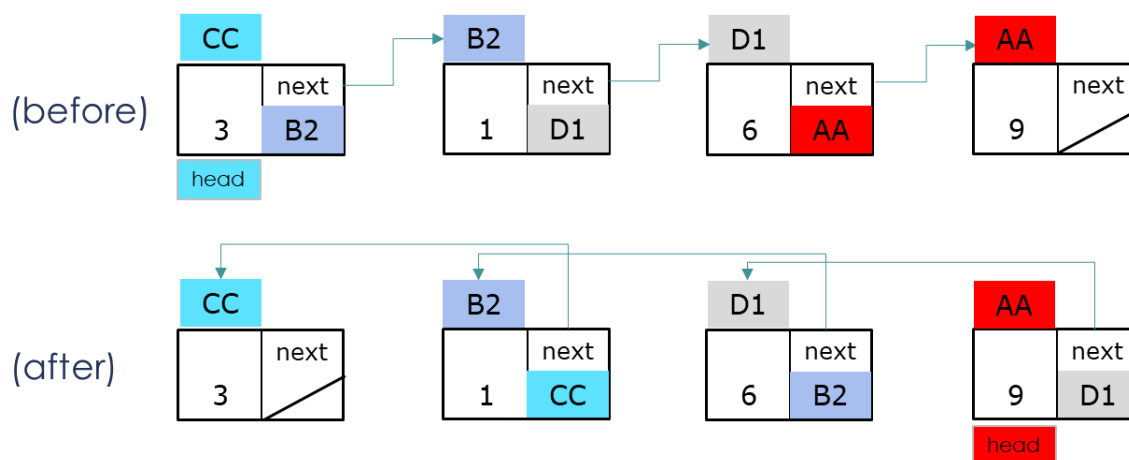 CC B2 D1 AA
next next next next
(before) 3 B2 1 D1 6 AA 9
head
CC B2 D1 AA
next next next next
(after) 3 1 CC 6 B2 9 D1
head